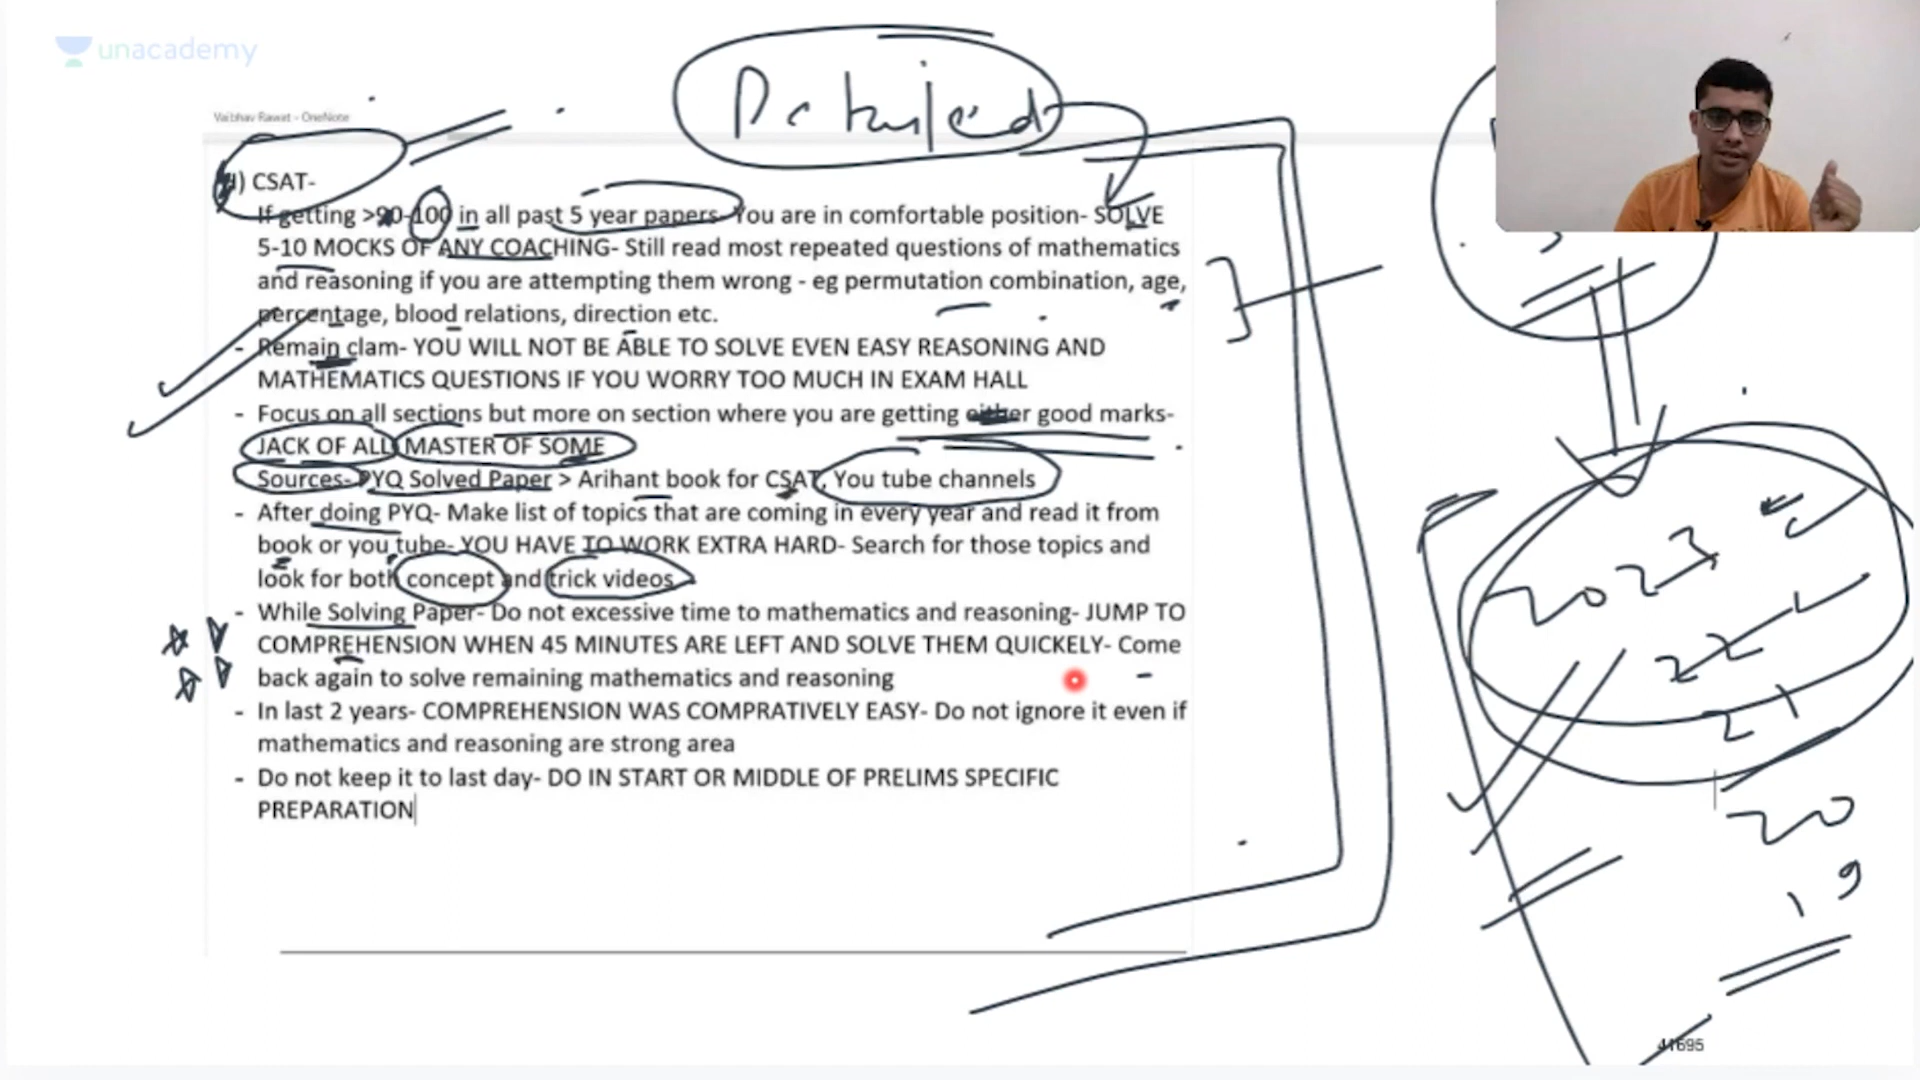 unacademy
Detailed
Vaibhav Rawat - OneNote
4) CSAT-
If getting >90-100 in all past 5 year papers- You are in comfortable position- SOLVE
5-10 MOCKS OF ANY COACHING- Still read most repeated questions of mathematics
and reasoning if you are attempting them wrong - eg permutation combination, age,
percentage, blood relations, direction etc.
- Remain clam- YOU WILL NOT BE ABLE TO SOLVE EVEN EASY REASONING AND
MATHEMATICS QUESTIONS IF YOU WORRY TOO MUCH IN EXAM HALL
- Focus on all sections but more on section where you are getting either good marks-
JACK OF ALL MASTER OF SOME
Sources- PYQ Solved Paper > Arihant book for CSAT, You tube channels
- After doing PYQ- Make list of topics that are coming in every year and read it from
book or you tube- YOU HAVE TO WORK EXTRA HARD- Search for those topics and
look for both concept and trick videos
- While Solving Paper- Do not excessive time to mathematics and reasoning- JUMP TO
COMPREHENSION WHEN 45 MINUTES ARE LEFT AND SOLVE THEM QUICKELY- Come
back again to solve remaining mathematics and reasoning
- In last 2 years- COMPREHENSION WAS COMPRATIVELY EASY- Do not ignore it even if
mathematics and reasoning are strong area
- Do not keep it to last day- DO IN START OR MIDDLE OF PRELIMS SPECIFIC
PREPARATION
2023
22
21
20
19
41695